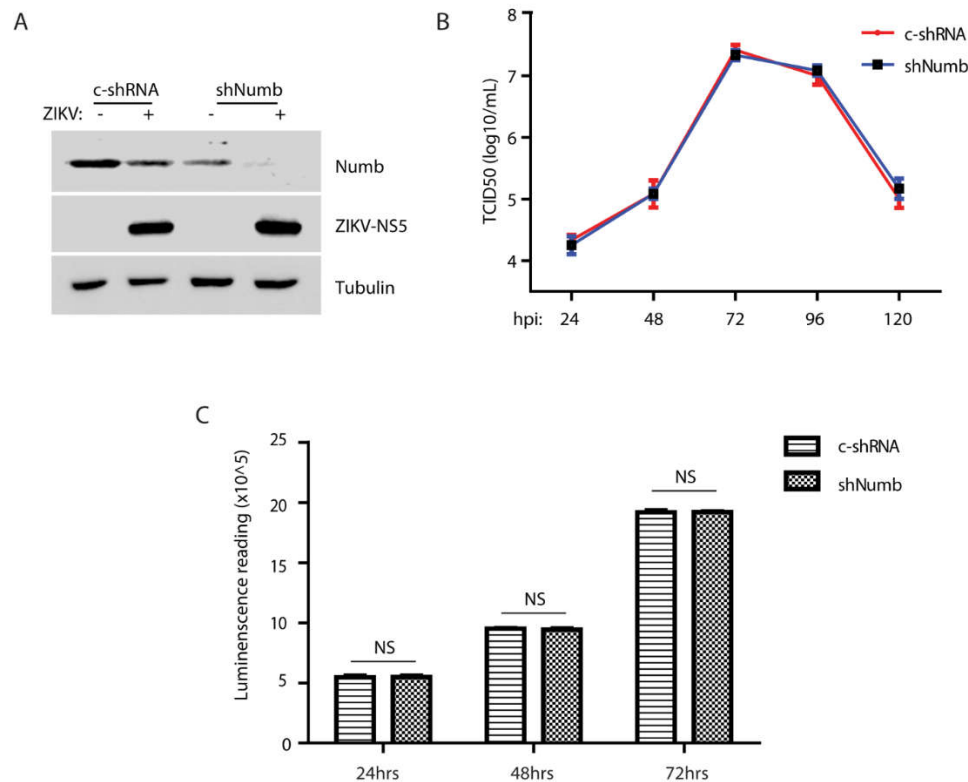 A
c-shRNA shNumb
ZIKV: - + - +
Numb
ZIKV-NS5
Tubulin
B
TCID50 (log10/mL)
8
7
6
5
4
c-shRNA
shNumb
hpi: 24 48 72 96 120
C
Luminenscence reading (x10^5)
25
20
15
10
5
0
NS
NS
NS
c-shRNA
shNumb
24hrs 48hrs 72hrs